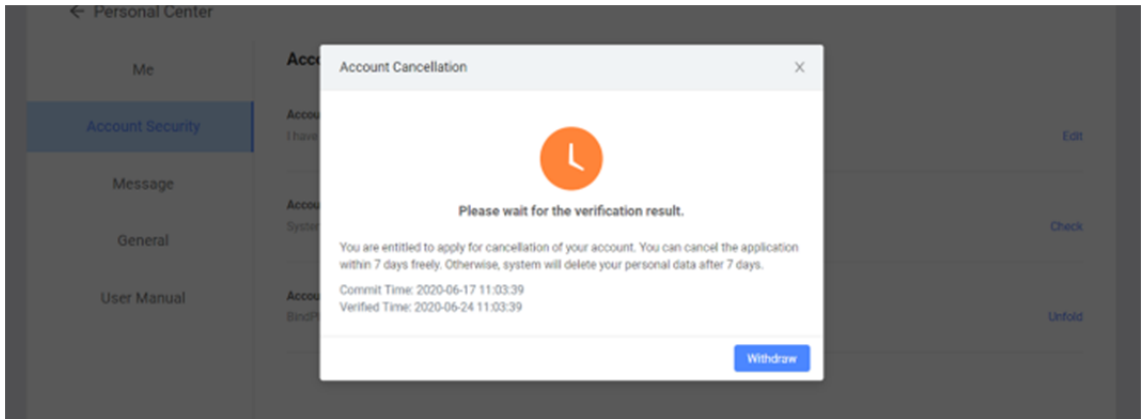 ← Personal Center
Me
Account Security
Message
General
User Manual
I have
Edit
Check
Unfold
Account Cancellation
Please wait for the verification result.
You are entitled to apply for cancellation of your account. You can cancel the application
within 7 days freely. Otherwise, system will delete your personal data after 7 days.
Commit Time: 2020-06-17 11:03:39
Verified Time: 2020-06-24 11:03:39
Withdraw